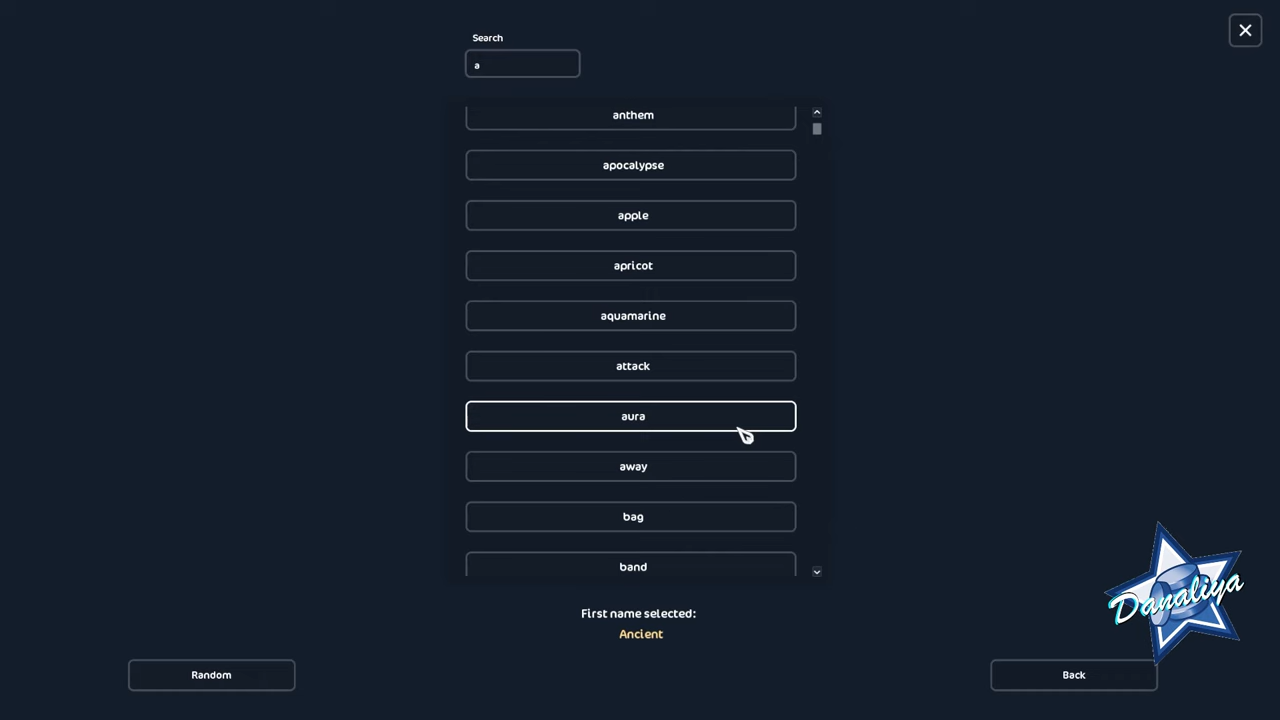 Search
a
anthem
apocalypse
apple
apricot
aquamarine
attack
aura
away
bag
band
First name selected:
Ancient
Danaliya
Random
Back